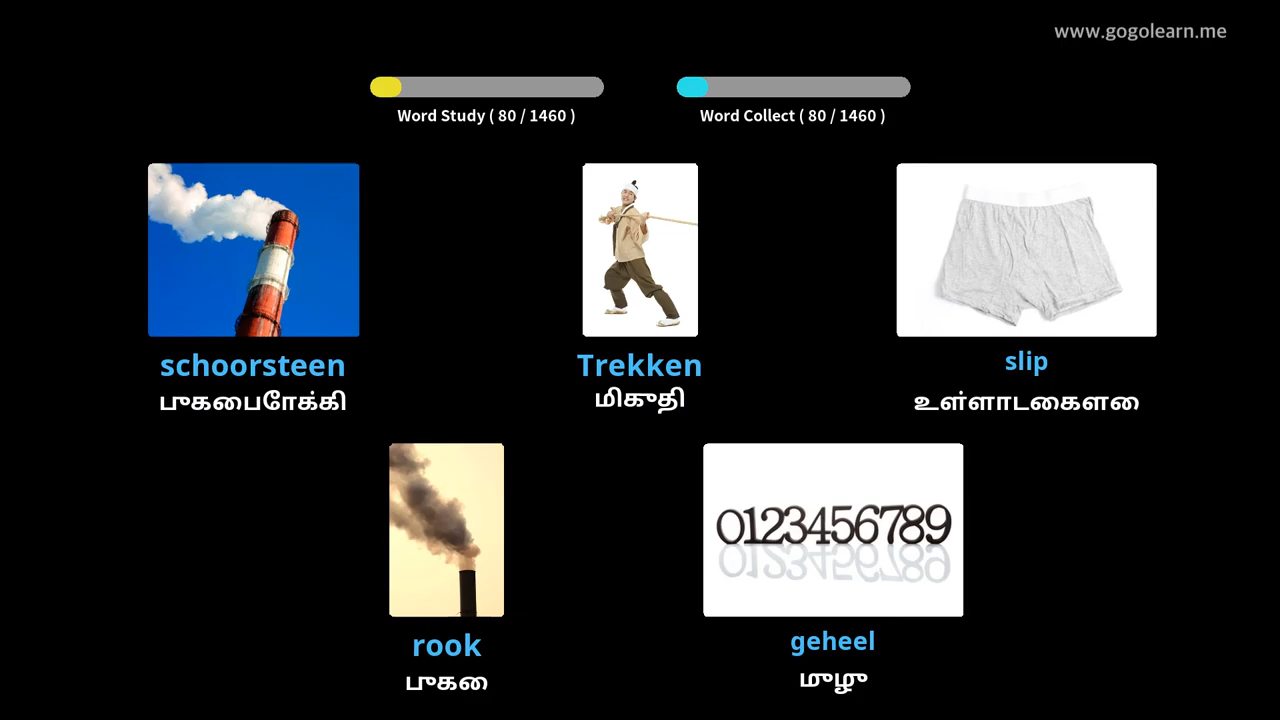 www.gogolearn.me
Word Study ( 80 / 1460 )
Word Collect ( 80 / 1460 )
schoorsteen
Trekken
slip
புகைபோக்கி
மிகுதி
உள்ளாடைகளை
rook
geheel
புகை
முழு